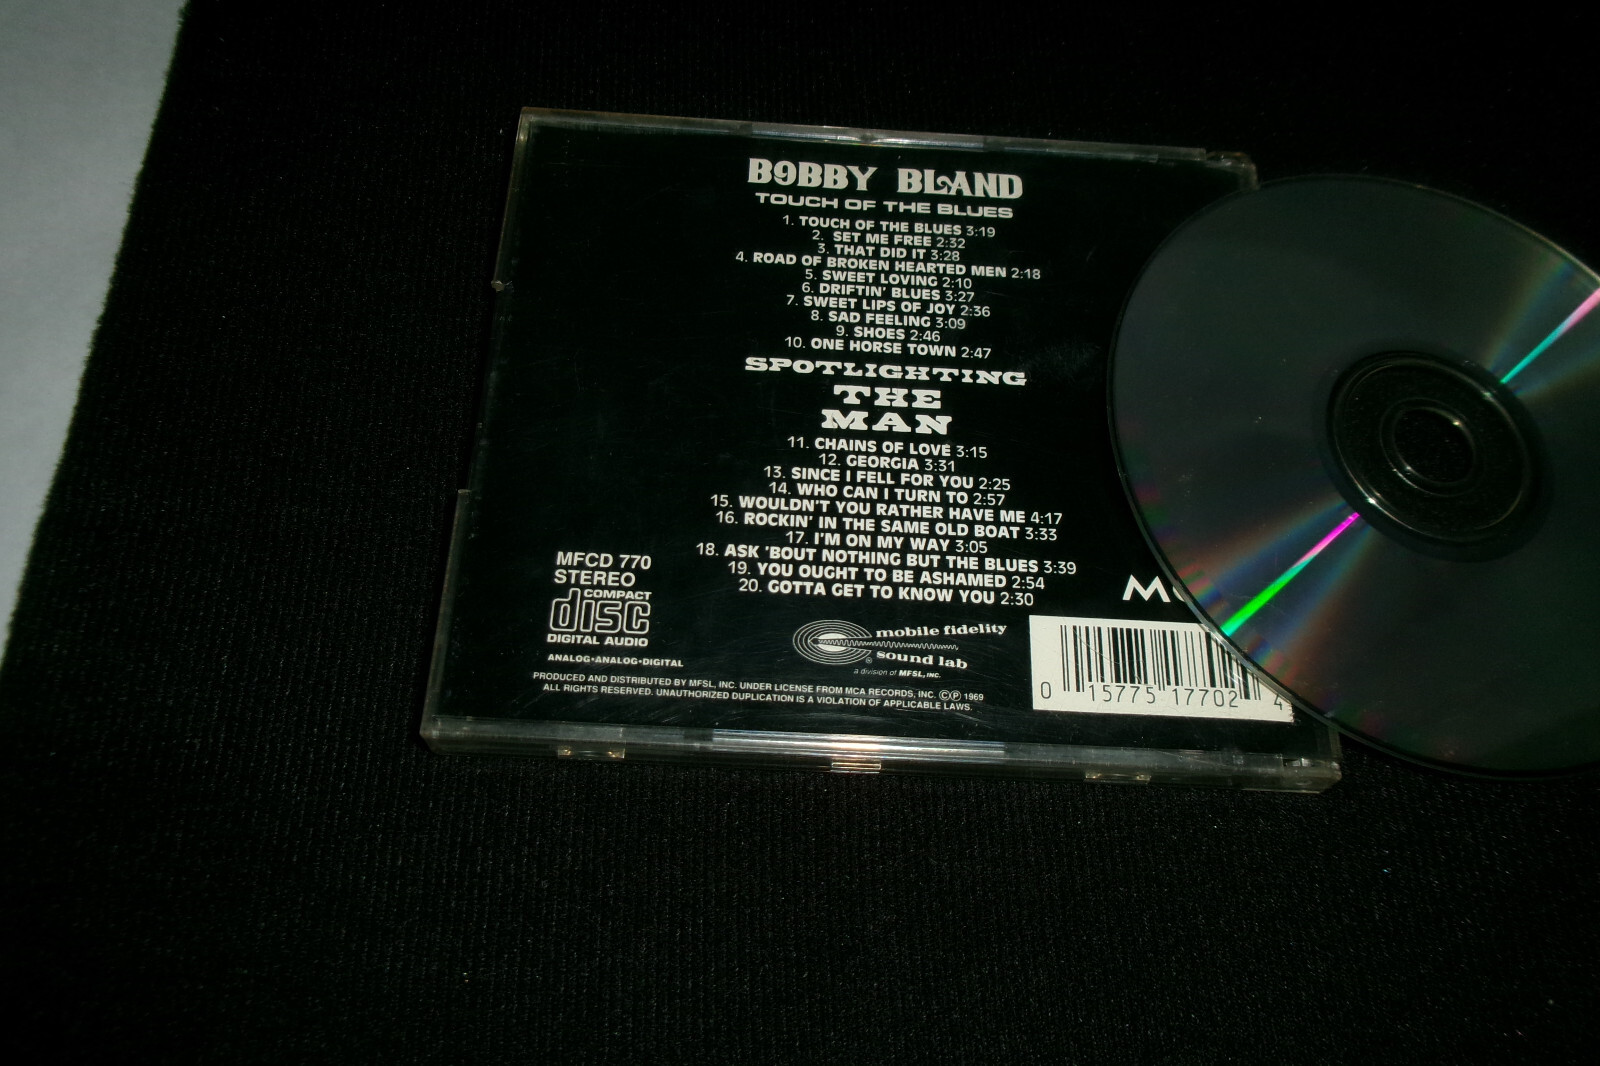 BOBBY BLAND
TOUCH OF THE BLUES
1. TOUCH OF THE BLUES 3:19
2. SET ME FREE 2:32
3. THAT DID IT 3:28
4. ROAD OF BROKEN HEARTED MEN 2:18
5. SWEET LOVING 2:10
6. DRIFTIN' BLUES 3:27
7. SWEET LIPS OF JOY 2:36
8. SAD FEELING 3:09
9. SHOES 2:46
10. ONE HORSE TOWN 2:47
SPOTLIGHTING
THE
MAN
11. CHAINS OF LOVE 3:15
12. GEORGIA 3:31
13. SINCE I FELL FOR YOU 2:25
14. WHO CAN I TURN TO 2:57
15. WOULDN'T YOU RATHER HAVE ME 4:17
16. ROCKIN' IN THE SAME OLD BOAT 3:33
17. I'M ON MY WAY 3:05
18. ASK 'BOUT NOTHING BUT THE BLUES 3:39
19. YOU OUGHT TO BE ASHAMED 2:54
20. GOTTA GET TO KNOW YOU 2:30
MFCD 770
STEREO
COMPACT
disc
DIGITAL AUDIO
ANALOG•ANALOG•DIGITAL
mobile fidelity
sound lab
®
a division of MFSL, INC.
PRODUCED AND DISTRIBUTED BY MFSL, INC. UNDER LICENSE FROM MCA RECORDS, INC. ©℗ 1969
ALL RIGHTS RESERVED. UNAUTHORIZED DUPLICATION IS A VIOLATION OF APPLICABLE LAWS.
0 15775 17702 4